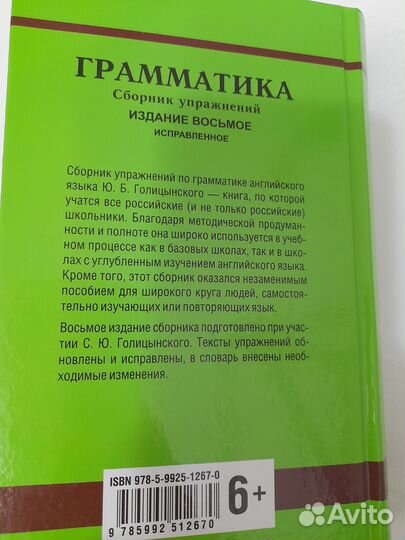 ГРАММАТИКА
Сборник упражнений
ИЗДАНИЕ ВОСЬМОЕ
ИСПРАВЛЕННОЕ
Сборник упражнений по грамматике английского
языка Ю. Б. Голицынского — книга, по которой
учатся все российские (и не только российские)
школьники. Благодаря методической продуман-
ности и полноте она широко используется в учеб-
ном процессе как в базовых школах, так и в шко-
лах с углубленным изучением английского языка.
Кроме того, этот сборник оказался незаменимым
пособием для широкого круга людей, самостоя-
тельно изучающих или повторяющих язык.
Восьмое издание сборника подготовлено при учас-
тии С. Ю. Голицынского. Тексты упражнений об-
новлены и исправлены, в словарь внесены необ-
ходимые изменения.
ISBN 978-5-9925-1267-0
9 785992 512670
6+
Avito